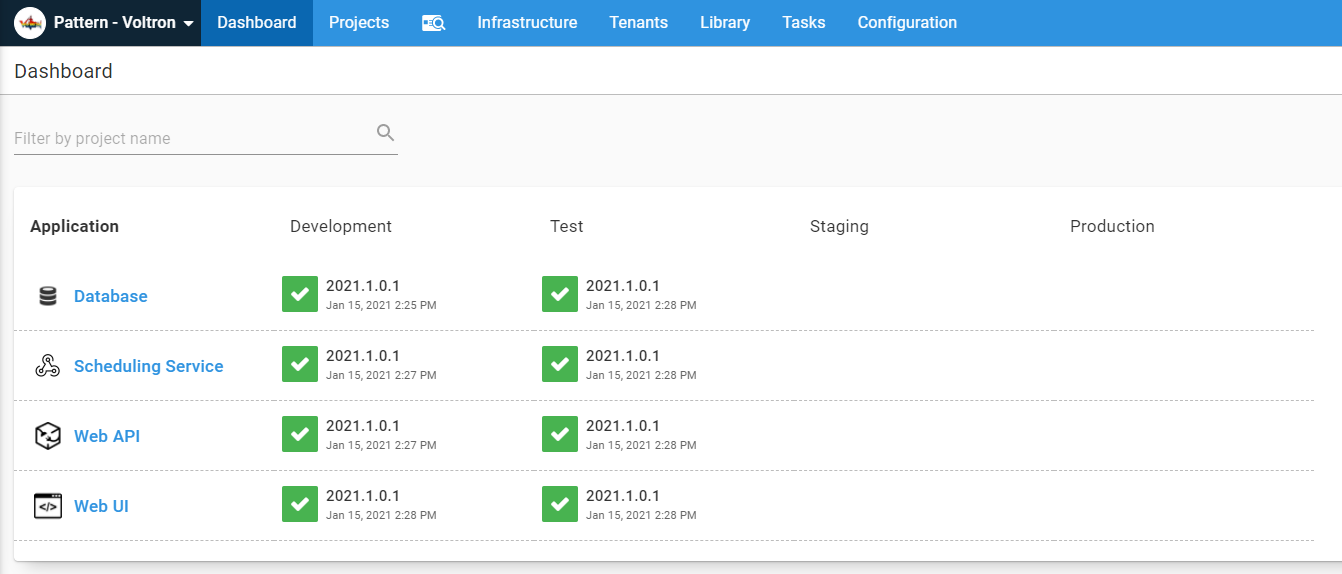 Pattern - Voltron Dashboard Projects Infrastructure Tenants Library Tasks Configuration
Dashboard
Filter by project name
Application Development Test Staging Production
Database 2021.1.0.1 2021.1.0.1
Jan 15, 2021 2:25 PM Jan 15, 2021 2:28 PM
Scheduling Service 2021.1.0.1 2021.1.0.1
Jan 15, 2021 2:27 PM Jan 15, 2021 2:28 PM
Web API 2021.1.0.1 2021.1.0.1
Jan 15, 2021 2:27 PM Jan 15, 2021 2:28 PM
Web UI 2021.1.0.1 2021.1.0.1
Jan 15, 2021 2:28 PM Jan 15, 2021 2:28 PM